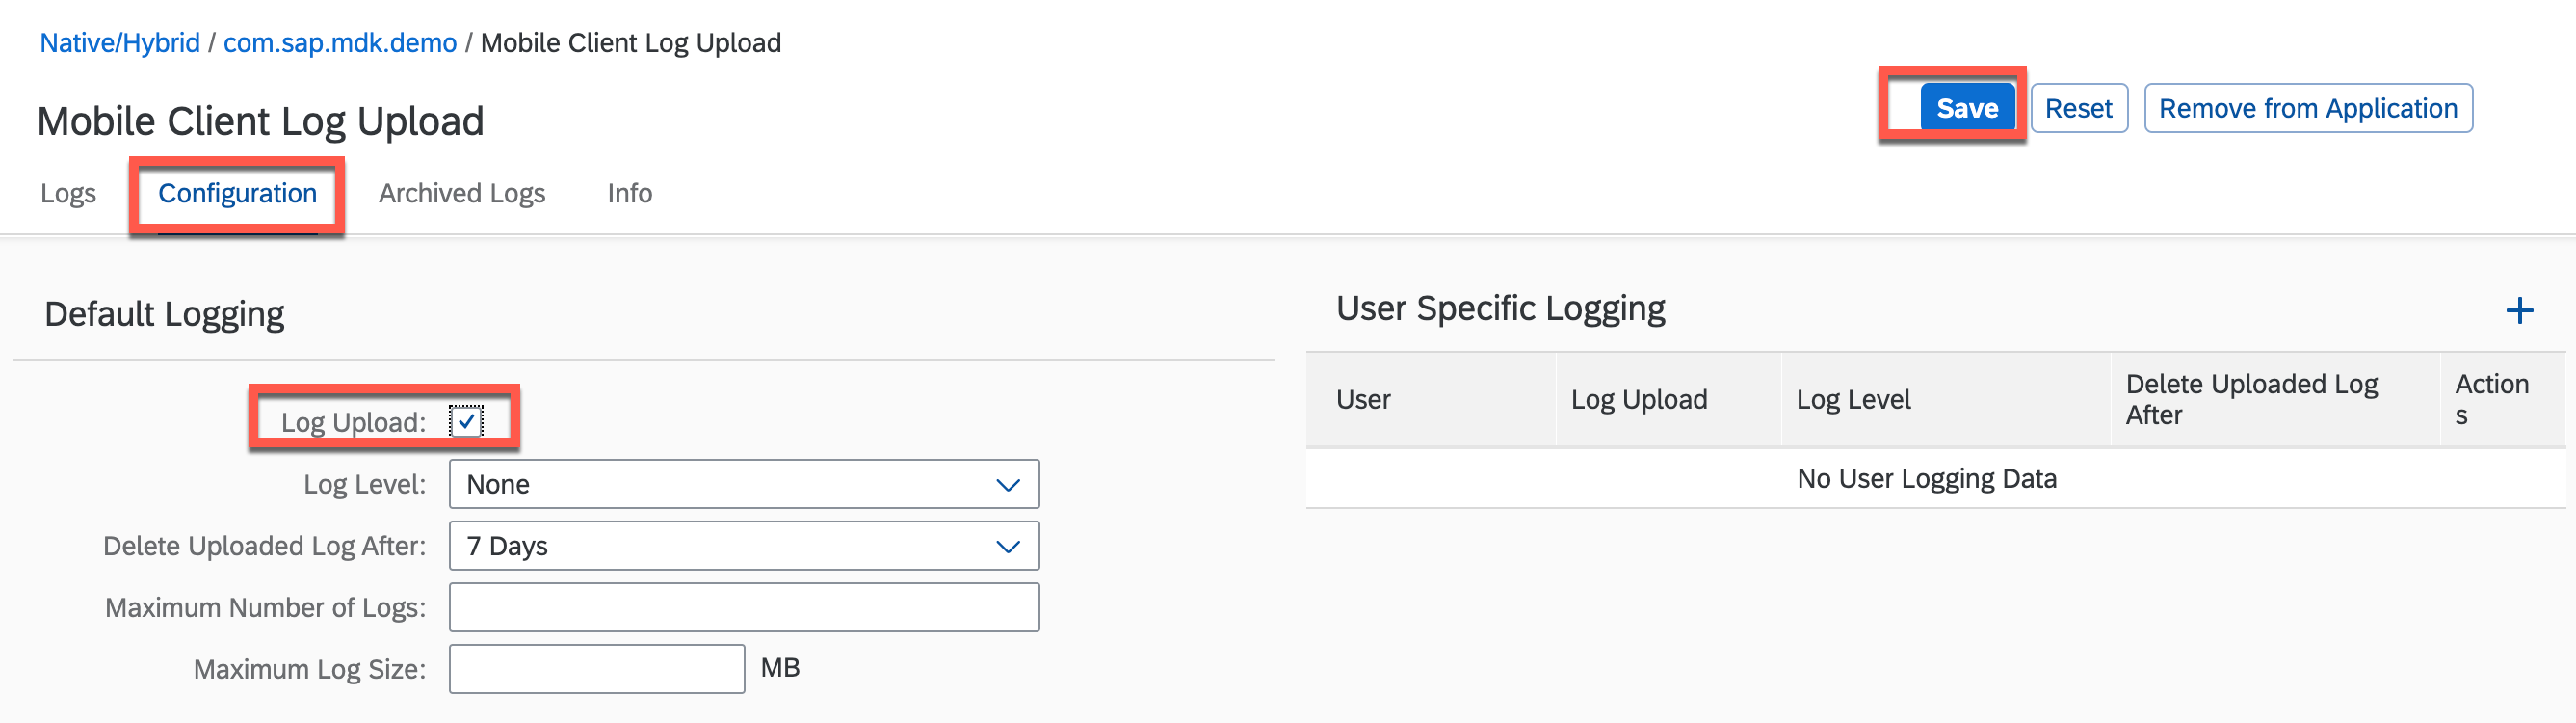 Native/Hybrid / com.sap.mdk.demo / Mobile Client Log Upload
Mobile Client Log Upload
Save Reset Remove from Application
Logs Configuration Archived Logs Info
Default Logging
Log Upload:
Log Level: None
Delete Uploaded Log After: 7 Days
Maximum Number of Logs:
Maximum Log Size: MB
User Specific Logging
User Log Upload Log Level Delete Uploaded Log After Action
s
No User Logging Data